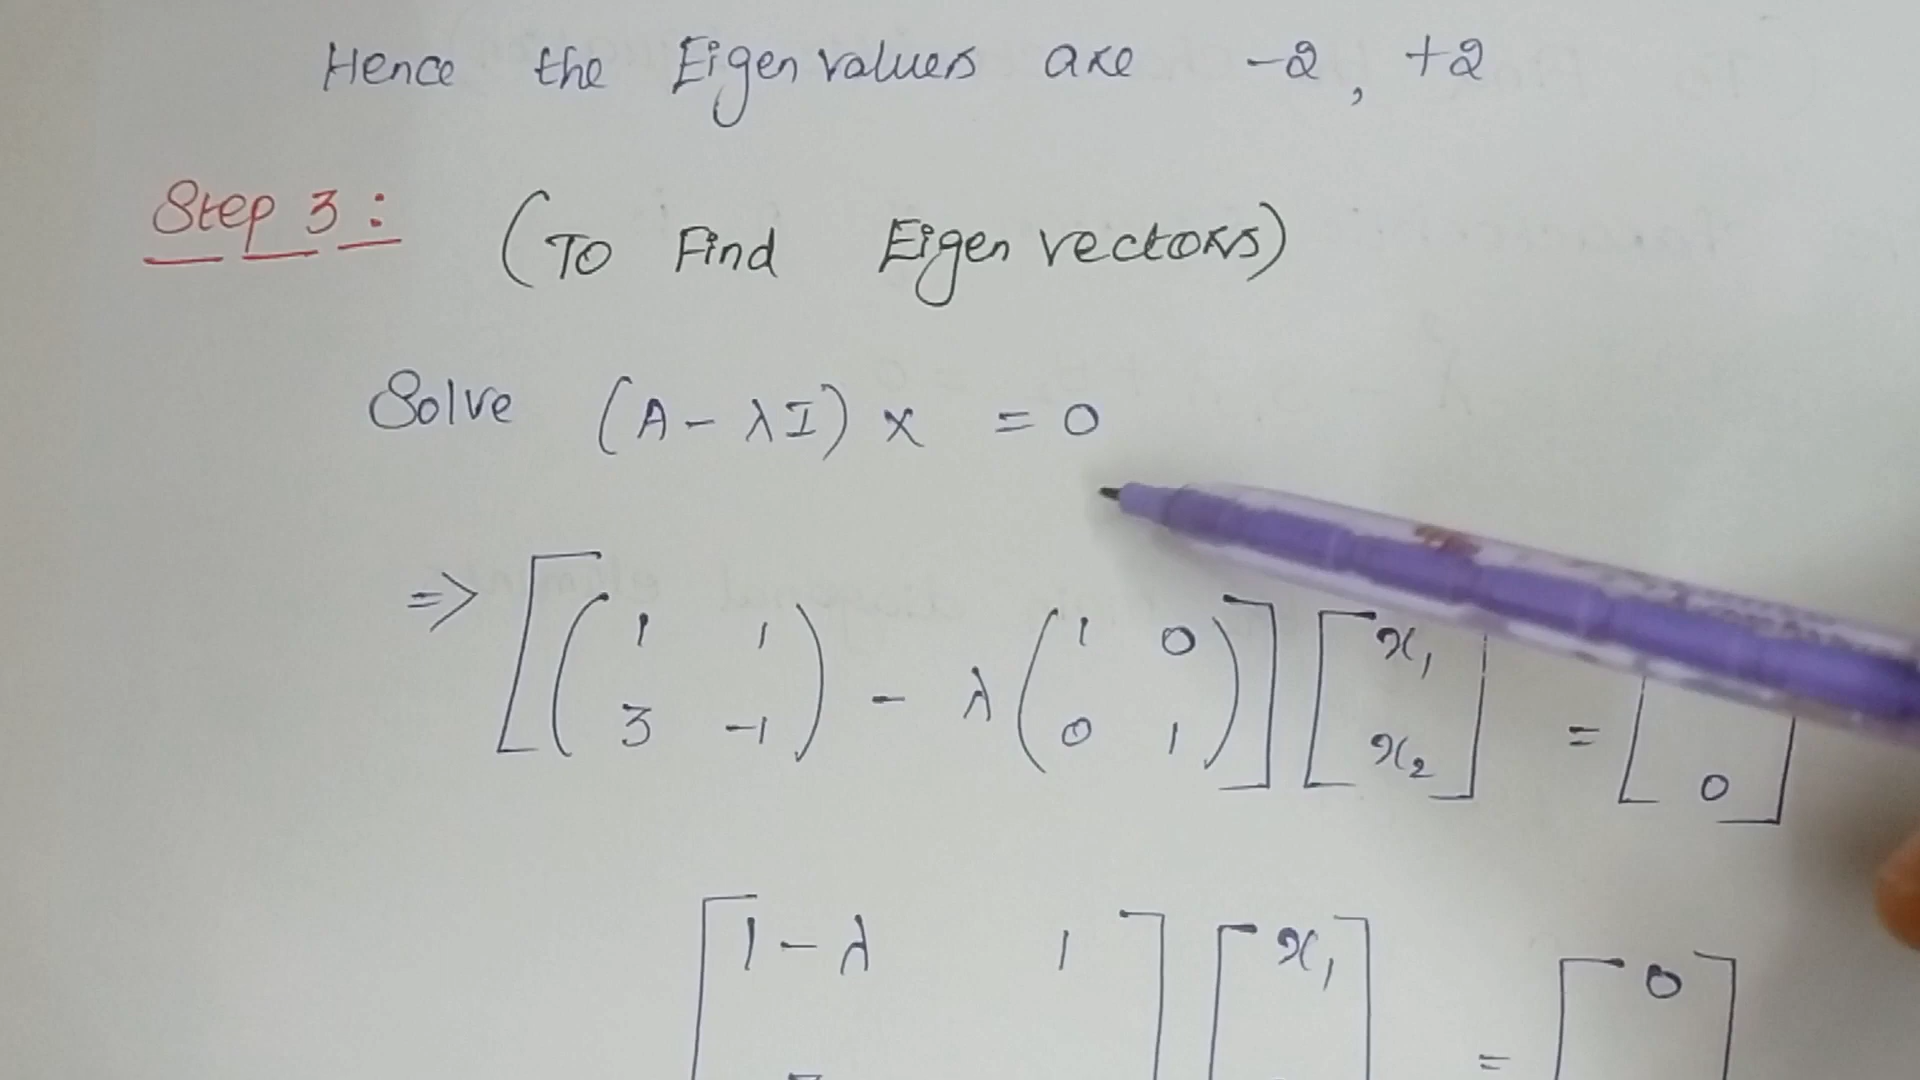 Hence the Eigen values are -2, +2
Step 3: (To Find Eigen vectors)
Solve (A - λI) x = 0
=> [(1 1
3 -1) - λ (1 0
0 1)] [x₁
x₂] = [
0]
[1-λ 1] [x₁] = [0]